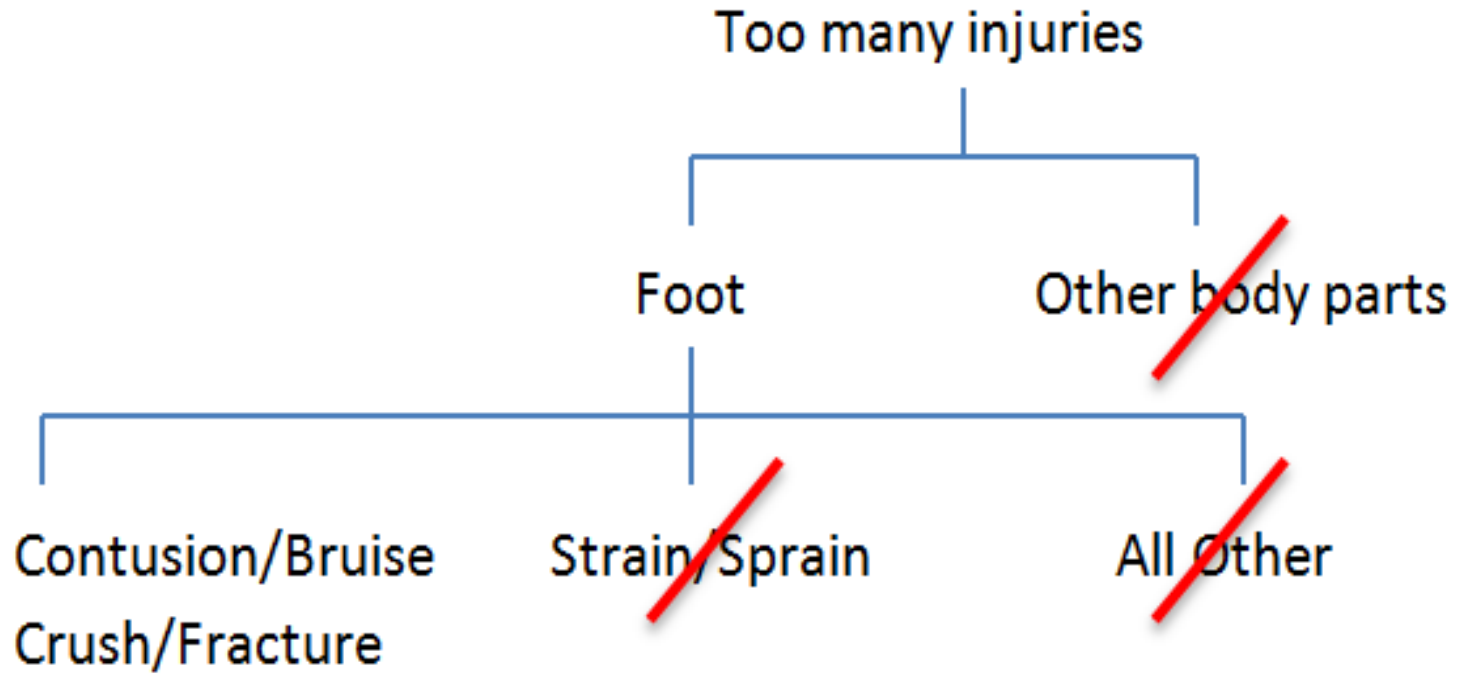 Too many injuries
Foot
Other body parts
Contusion/Bruise
Crush/Fracture
Strain/Sprain
All Other